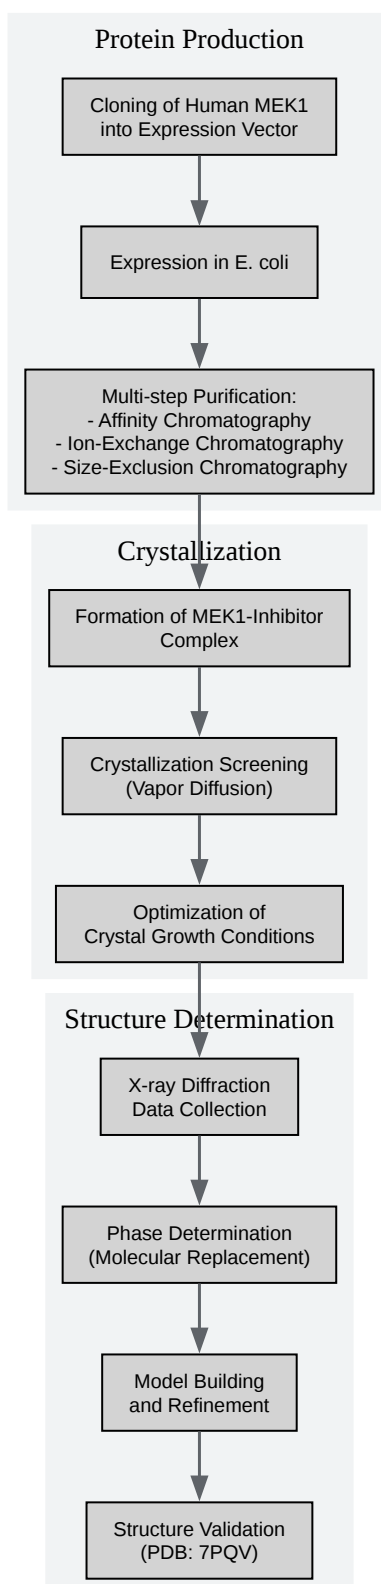 Protein Production
Cloning of Human MEK1
into Expression Vector
Expression in E. coli
Multi-step Purification:
- Affinity Chromatography
- Ion-Exchange Chromatography
- Size-Exclusion Chromatography
Crystallization
Formation of MEK1-Inhibitor
Complex
Crystallization Screening
(Vapor Diffusion)
Optimization of
Crystal Growth Conditions
Structure Determination
X-ray Diffraction
Data Collection
Phase Determination
(Molecular Replacement)
Model Building
and Refinement
Structure Validation
(PDB: 7PQV)